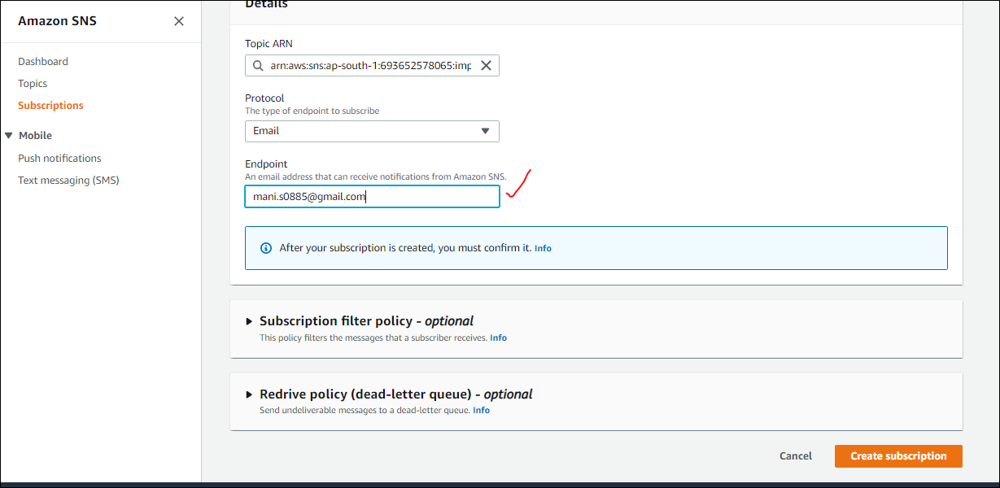 Amazon SNS
Dashboard
Topics
Subscriptions
Mobile
Push notifications
Text messaging (SMS)
Details
Topic ARN
arn:aws:sns:ap-south-1:693652578065:imp
Protocol
The type of endpoint to subscribe
Email
Endpoint
An email address that can receive notifications from Amazon SNS.
mani.s0885@gmail.com
After your subscription is created, you must confirm it. Info
Subscription filter policy - optional
This policy filters the messages that a subscriber receives. Info
Redrive policy (dead-letter queue) - optional
Send undeliverable messages to a dead-letter queue. Info
Cancel
Create subscription